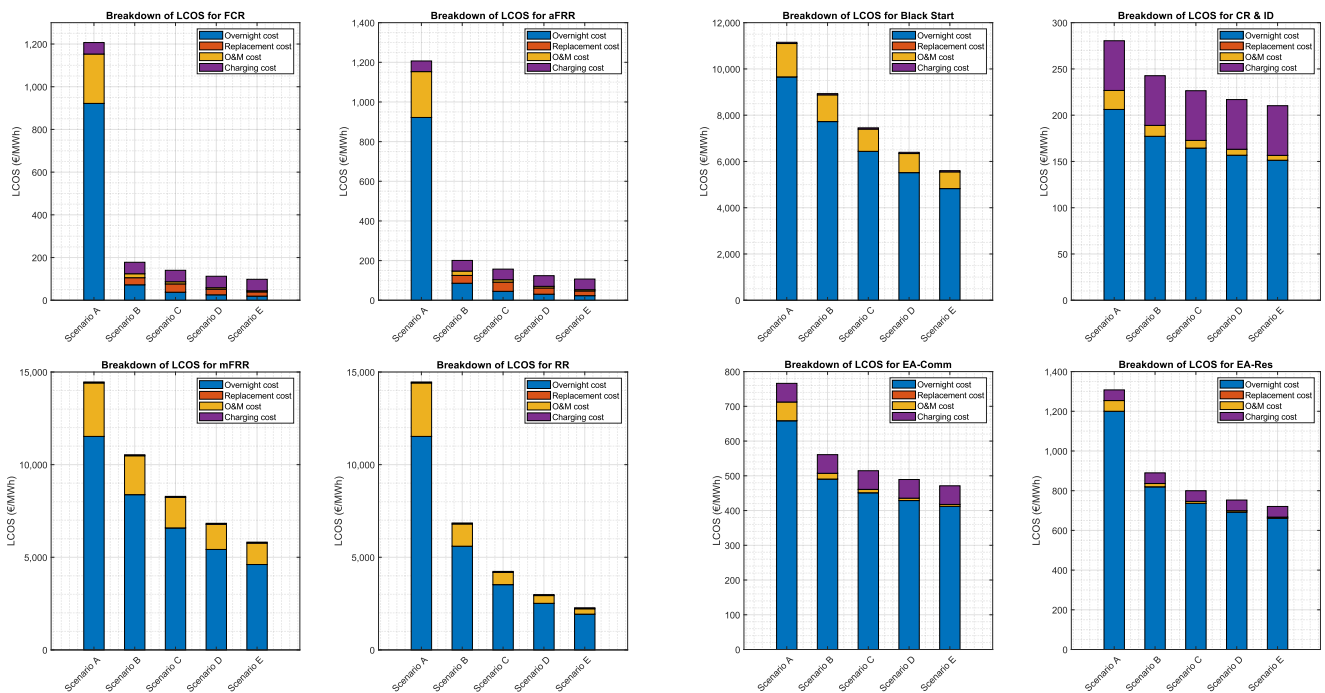 Breakdown of LCOS for FCR
LCOS (€/MWh)
1,200
1,000
800
600
400
200
0
Overnight cost
Replacement cost
O&M cost
Charging cost
Scenario A
Scenario B
Scenario C
Scenario D
Scenario E
Breakdown of LCOS for aFRR
LCOS (€/MWh)
1,400
1,200
1,000
800
600
400
200
0
Overnight cost
Replacement cost
O&M cost
Charging cost
Scenario A
Scenario B
Scenario C
Scenario D
Scenario E
Breakdown of LCOS for Black Start
LCOS (€/MWh)
12,000
10,000
8,000
6,000
4,000
2,000
0
Overnight cost
Replacement cost
O&M cost
Charging cost
Scenario A
Scenario B
Scenario C
Scenario D
Scenario E
Breakdown of LCOS for CR & ID
LCOS (€/MWh)
300
250
200
150
100
50
0
Overnight cost
Replacement cost
O&M cost
Charging cost
Scenario A
Scenario B
Scenario C
Scenario D
Scenario E
Breakdown of LCOS for mFRR
LCOS (€/MWh)
15,000
10,000
5,000
0
Overnight cost
Replacement cost
O&M cost
Charging cost
Scenario A
Scenario B
Scenario C
Scenario D
Scenario E
Breakdown of LCOS for RR
LCOS (€/MWh)
15,000
10,000
5,000
0
Overnight cost
Replacement cost
O&M cost
Charging cost
Scenario A
Scenario B
Scenario C
Scenario D
Scenario E
Breakdown of LCOS for EA-Comm
LCOS (€/MWh)
800
700
600
500
400
300
200
100
0
Overnight cost
Replacement cost
O&M cost
Charging cost
Scenario A
Scenario B
Scenario C
Scenario D
Scenario E
Breakdown of LCOS for EA-Res
LCOS (€/MWh)
1,400
1,200
1,000
800
600
400
200
0
Overnight cost
Replacement cost
O&M cost
Charging cost
Scenario A
Scenario B
Scenario C
Scenario D
Scenario E